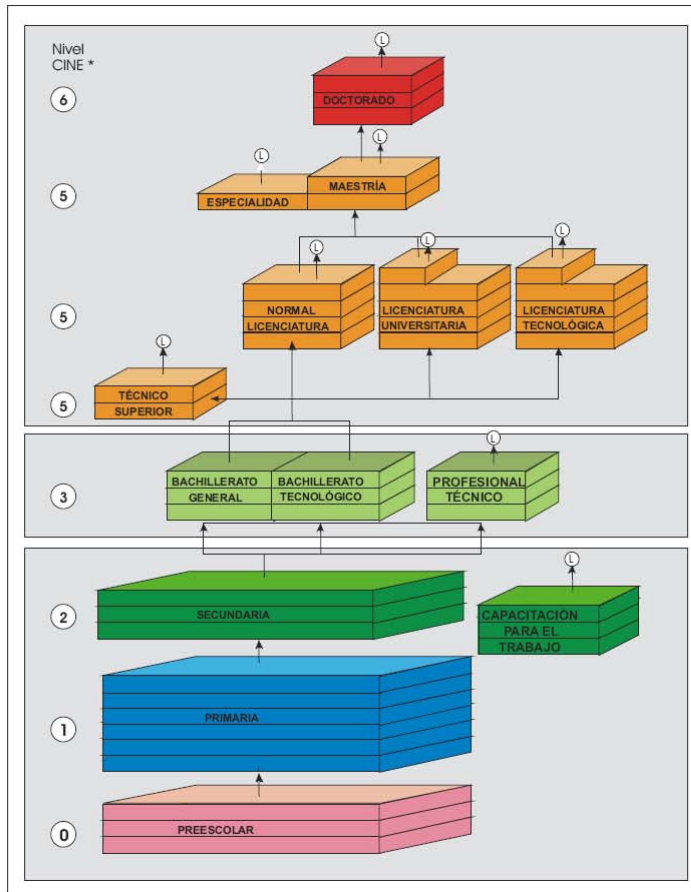 Nivel
CINE *
L
6
DOCTORADO
L
L
5
MAESTRÍA
ESPECIALIDAD
L
L
L
5
NORMAL
LICENCIATURA
LICENCIATURA
UNIVERSITARIA
LICENCIATURA
TECNOLÓGICA
L
5
TÉCNICO
SUPERIOR
L
3
BACHILLERATO
GENERAL
BACHILLERATO
TECNOLÓGICO
PROFESIONAL
TÉCNICO
L
2
SECUNDARIA
CAPACITACIÓN
PARA EL
TRABAJO
1
PRIMARIA
0
PREESCOLAR